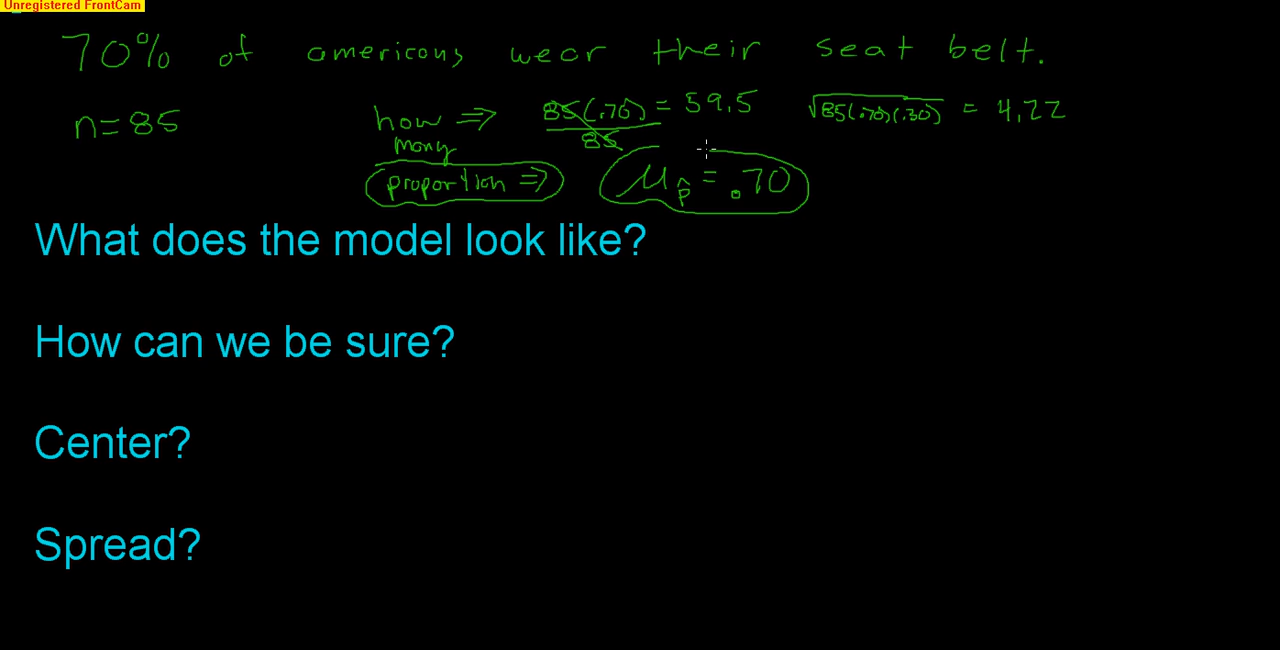 Unregistered FrontCam
70% of americans wear their seat belt.
n=85 how ⇒ 85(.70) = 59.5 √85(.70)(.30) = 4.22
many 85
proportion ⇒ μp̂ = .70
What does the model look like?
How can we be sure?
Center?
Spread?